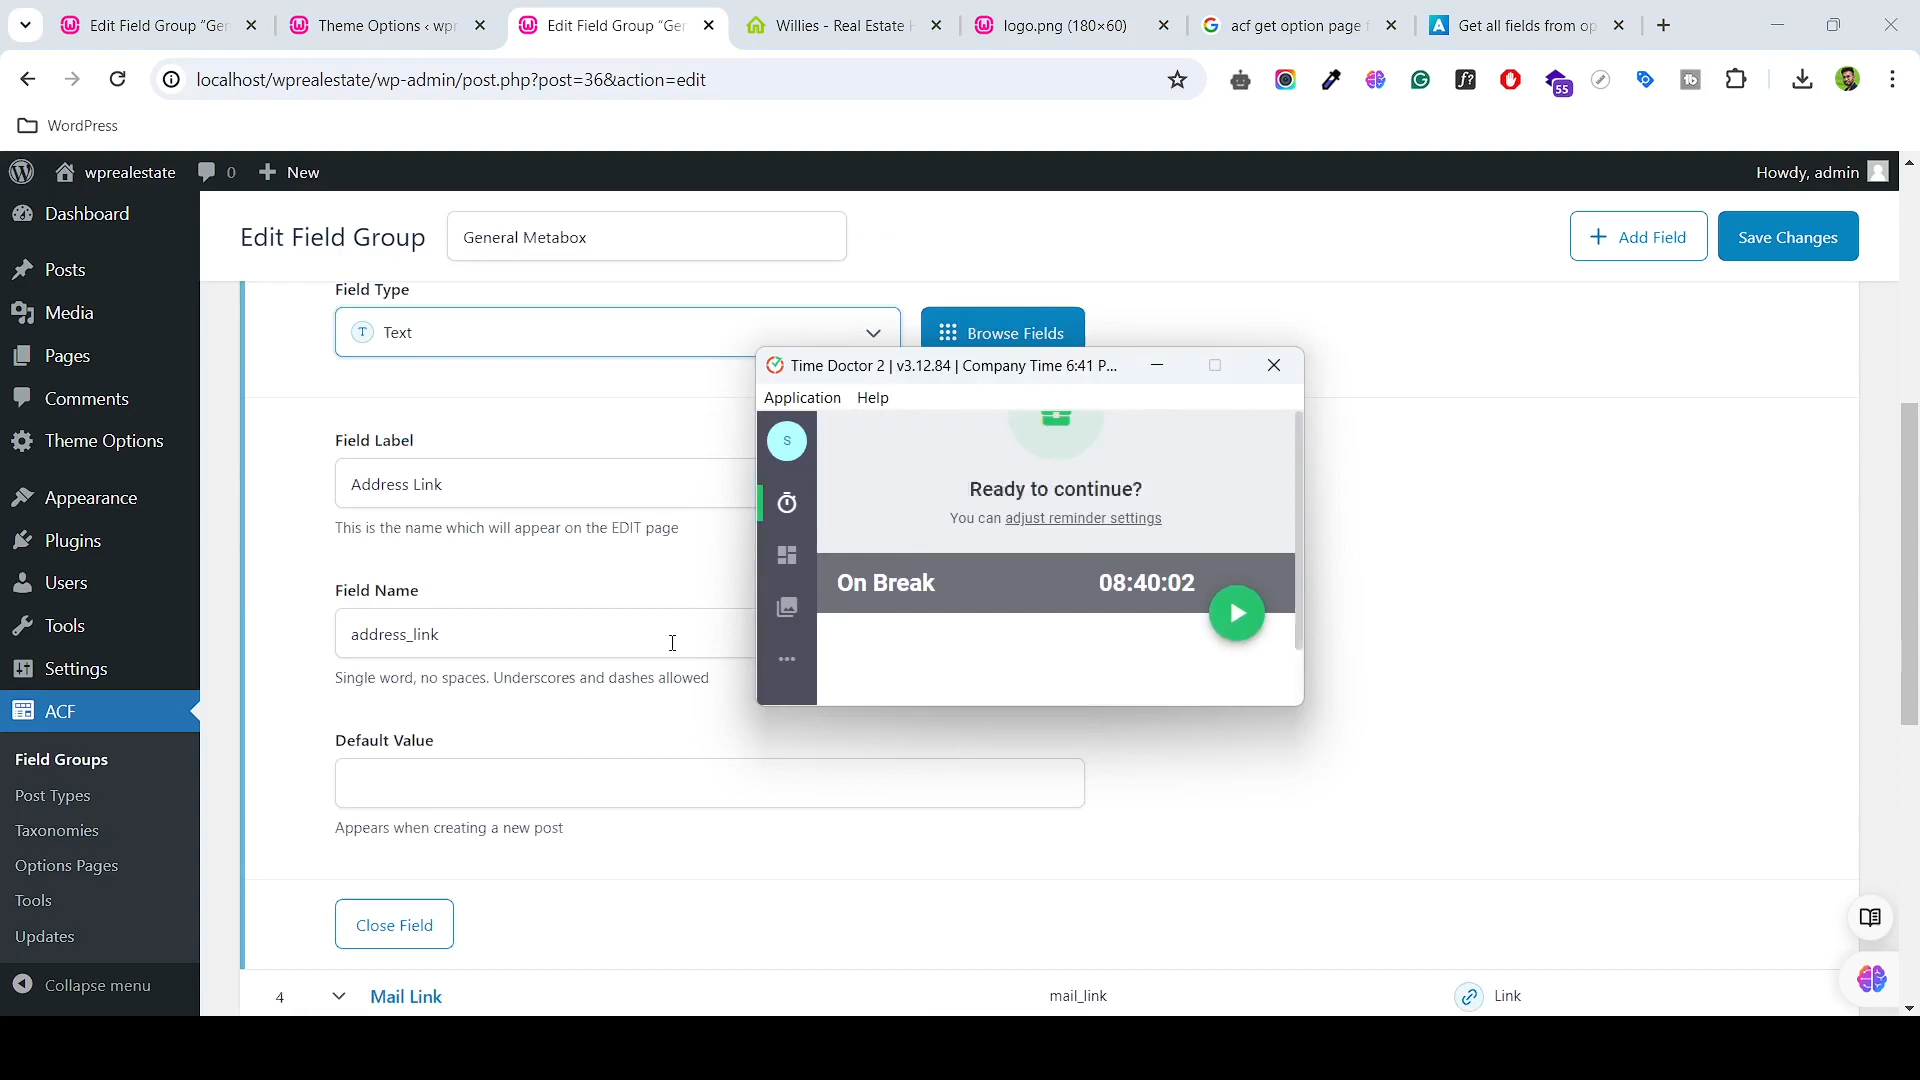 Edit Field Group “Ger
Theme Options ‹ wpr
Edit Field Group “Ger
Willies - Real Estate H
logo.png (180×60)
acf get option page f
Get all fields from op
localhost/wprealestate/wp-admin/post.php?post=36&action=edit
f?
55
WordPress
wprealestate
0
New
Howdy, admin
Dashboard
Posts
Media
Pages
Comments
Theme Options
Appearance
Plugins
Users
Tools
Settings
ACF
Field Groups
Post Types
Taxonomies
Options Pages
Tools
Updates
Collapse menu
Edit Field Group
General Metabox
Add Field
Save Changes
Field Type
T Text
Browse Fields
Field Label
Address Link
This is the name which will appear on the EDIT page
Field Name
address_link
Single word, no spaces. Underscores and dashes allowed
Default Value
Appears when creating a new post
Close Field
4
Mail Link
mail_link
Link
Time Doctor 2 | v3.12.84 | Company Time 6:41 P...
Application
Help
S
Ready to continue?
You can adjust reminder settings
On Break
08:40:02